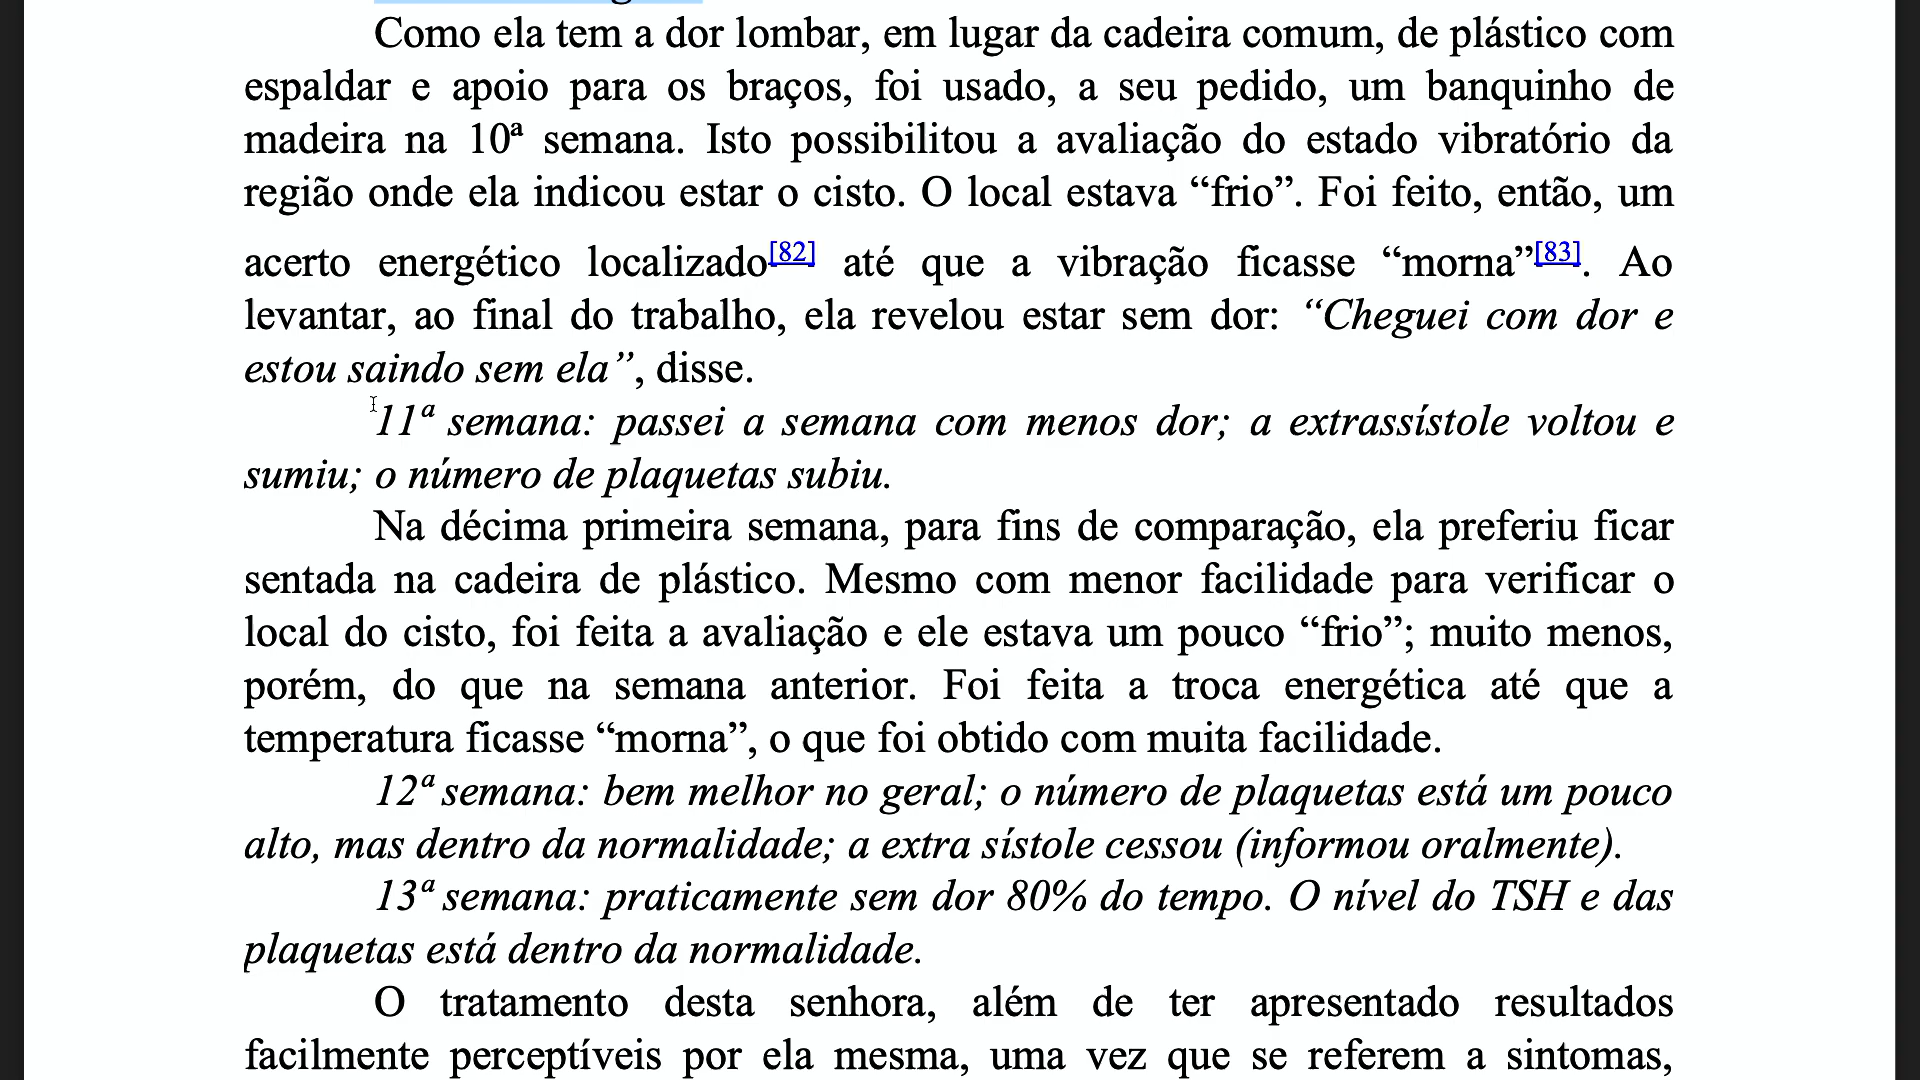 Como ela tem a dor lombar, em lugar da cadeira comum, de plástico com
espaldar e apoio para os braços, foi usado, a seu pedido, um banquinho de
madeira na 10ª semana. Isto possibilitou a avaliação do estado vibratório da
região onde ela indicou estar o cisto. O local estava “frio”. Foi feito, então, um
acerto energético localizado[82] até que a vibração ficasse “morna”[83]. Ao
levantar, ao final do trabalho, ela revelou estar sem dor: “Cheguei com dor e
estou saindo sem ela”, disse.
11ª semana: passei a semana com menos dor; a extrassístole voltou e
sumiu; o número de plaquetas subiu.
Na décima primeira semana, para fins de comparação, ela preferiu ficar
sentada na cadeira de plástico. Mesmo com menor facilidade para verificar o
local do cisto, foi feita a avaliação e ele estava um pouco “frio”; muito menos,
porém, do que na semana anterior. Foi feita a troca energética até que a
temperatura ficasse “morna”, o que foi obtido com muita facilidade.
12ª semana: bem melhor no geral; o número de plaquetas está um pouco
alto, mas dentro da normalidade; a extra sístole cessou (informou oralmente).
13ª semana: praticamente sem dor 80% do tempo. O nível do TSH e das
plaquetas está dentro da normalidade.
O tratamento desta senhora, além de ter apresentado resultados
facilmente perceptíveis por ela mesma, uma vez que se referem a sintomas,